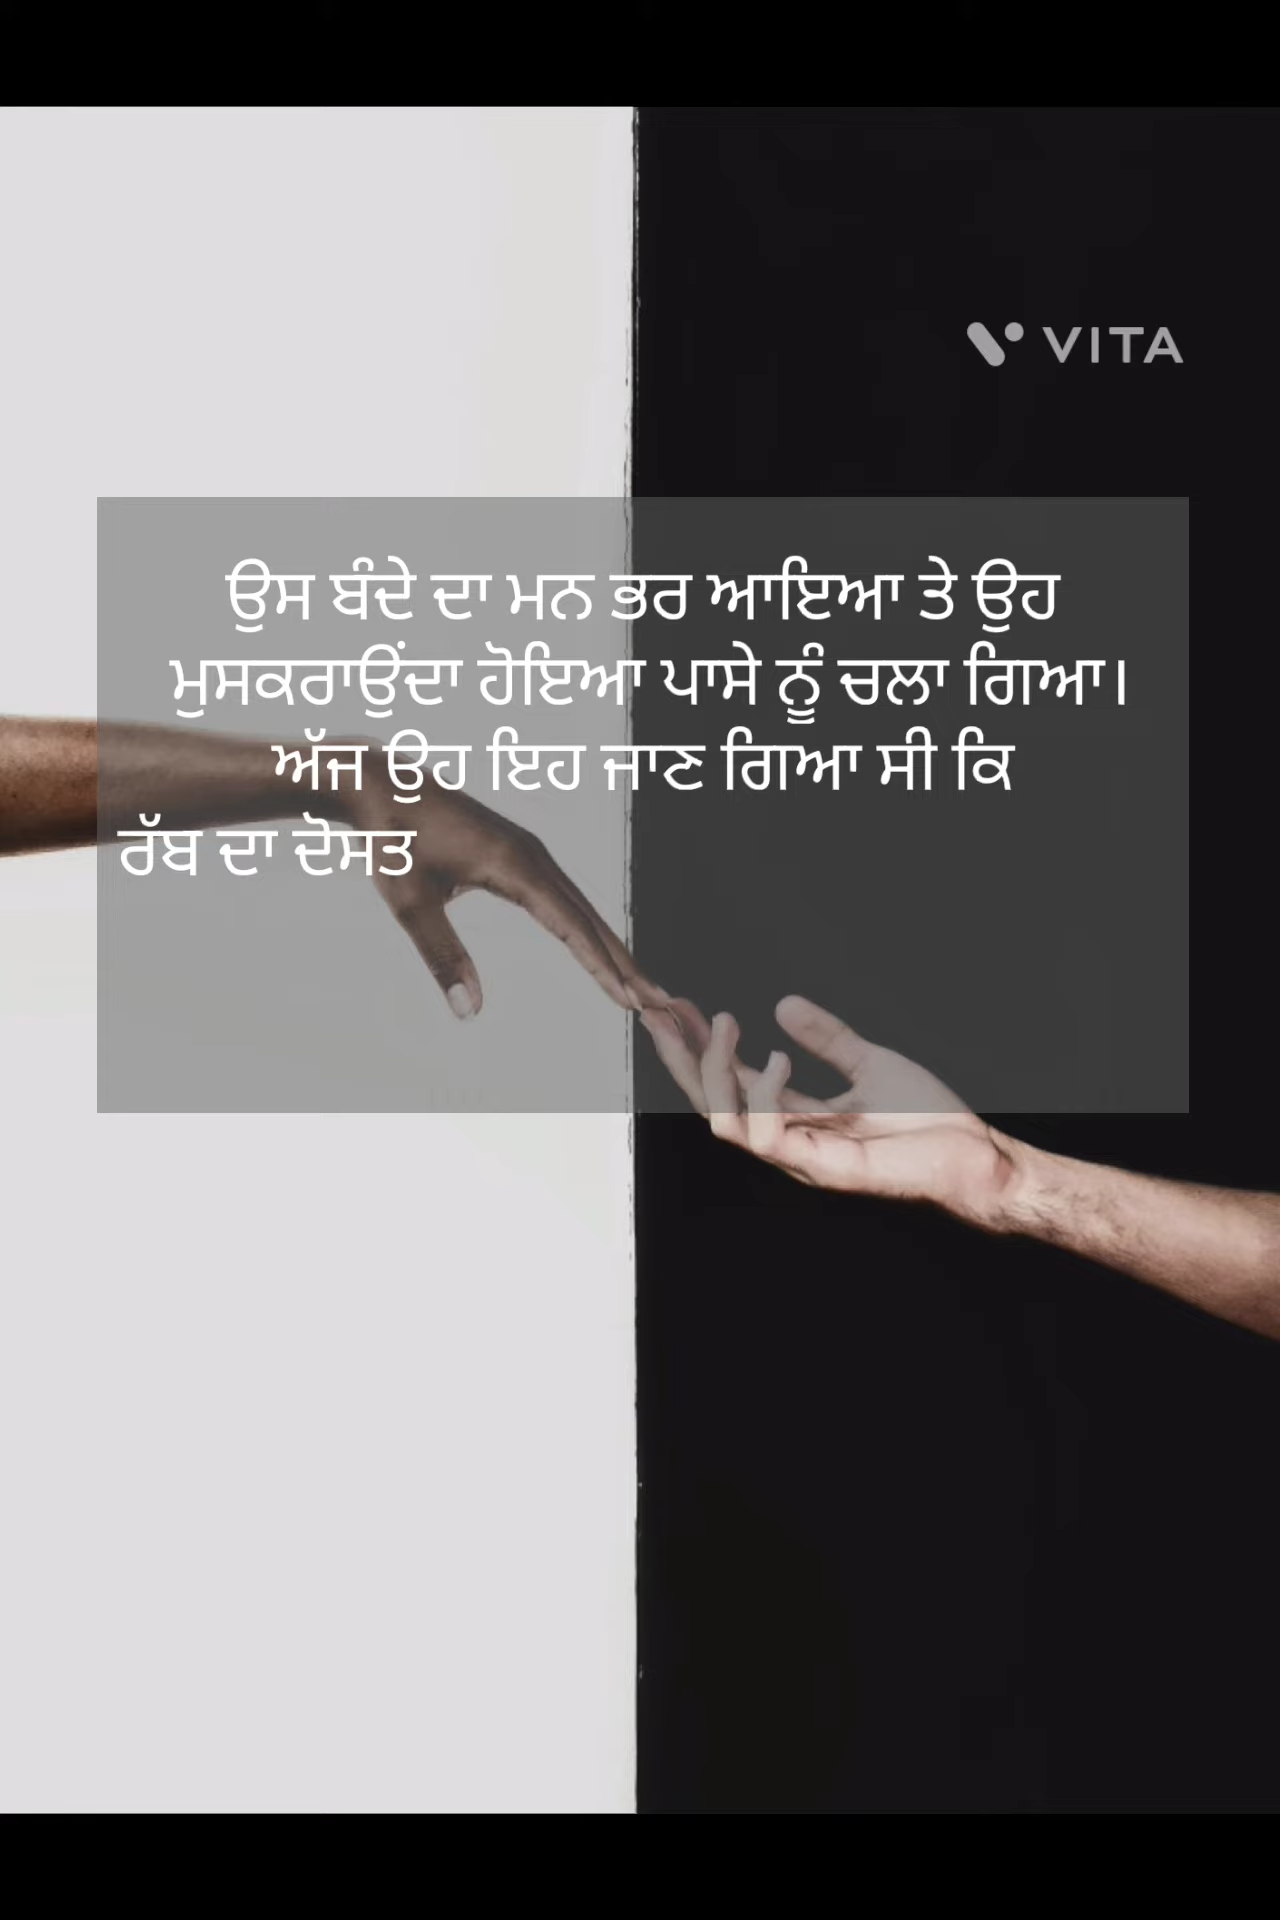 VITA
ਉਸ ਬੰਦੇ ਦਾ ਮਨ ਭਰ ਆਇਆ ਤੇ ਉਹ
ਮੁਸਕਰਾਉਂਦਾ ਹੋਇਆ ਪਾਸੇ ਨੂੰ ਚਲਾ ਗਿਆ।
ਅੱਜ ਉਹ ਇਹ ਜਾਣ ਗਿਆ ਸੀ ਕਿ
ਰੱਬ ਦਾ ਦੋਸਤ